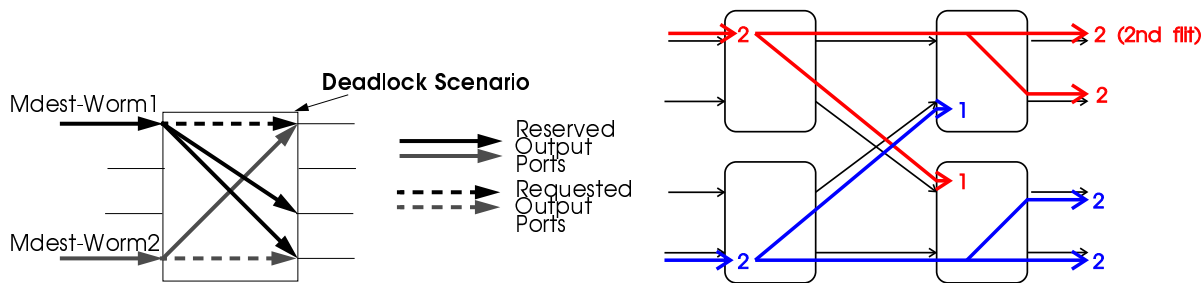 Deadlock Scenario
Mdest-Worm1
Mdest-Worm2
Reserved
Output
Ports
Requested
Output
Ports
2
2 (2nd flit)
2
1
1
2
2
2